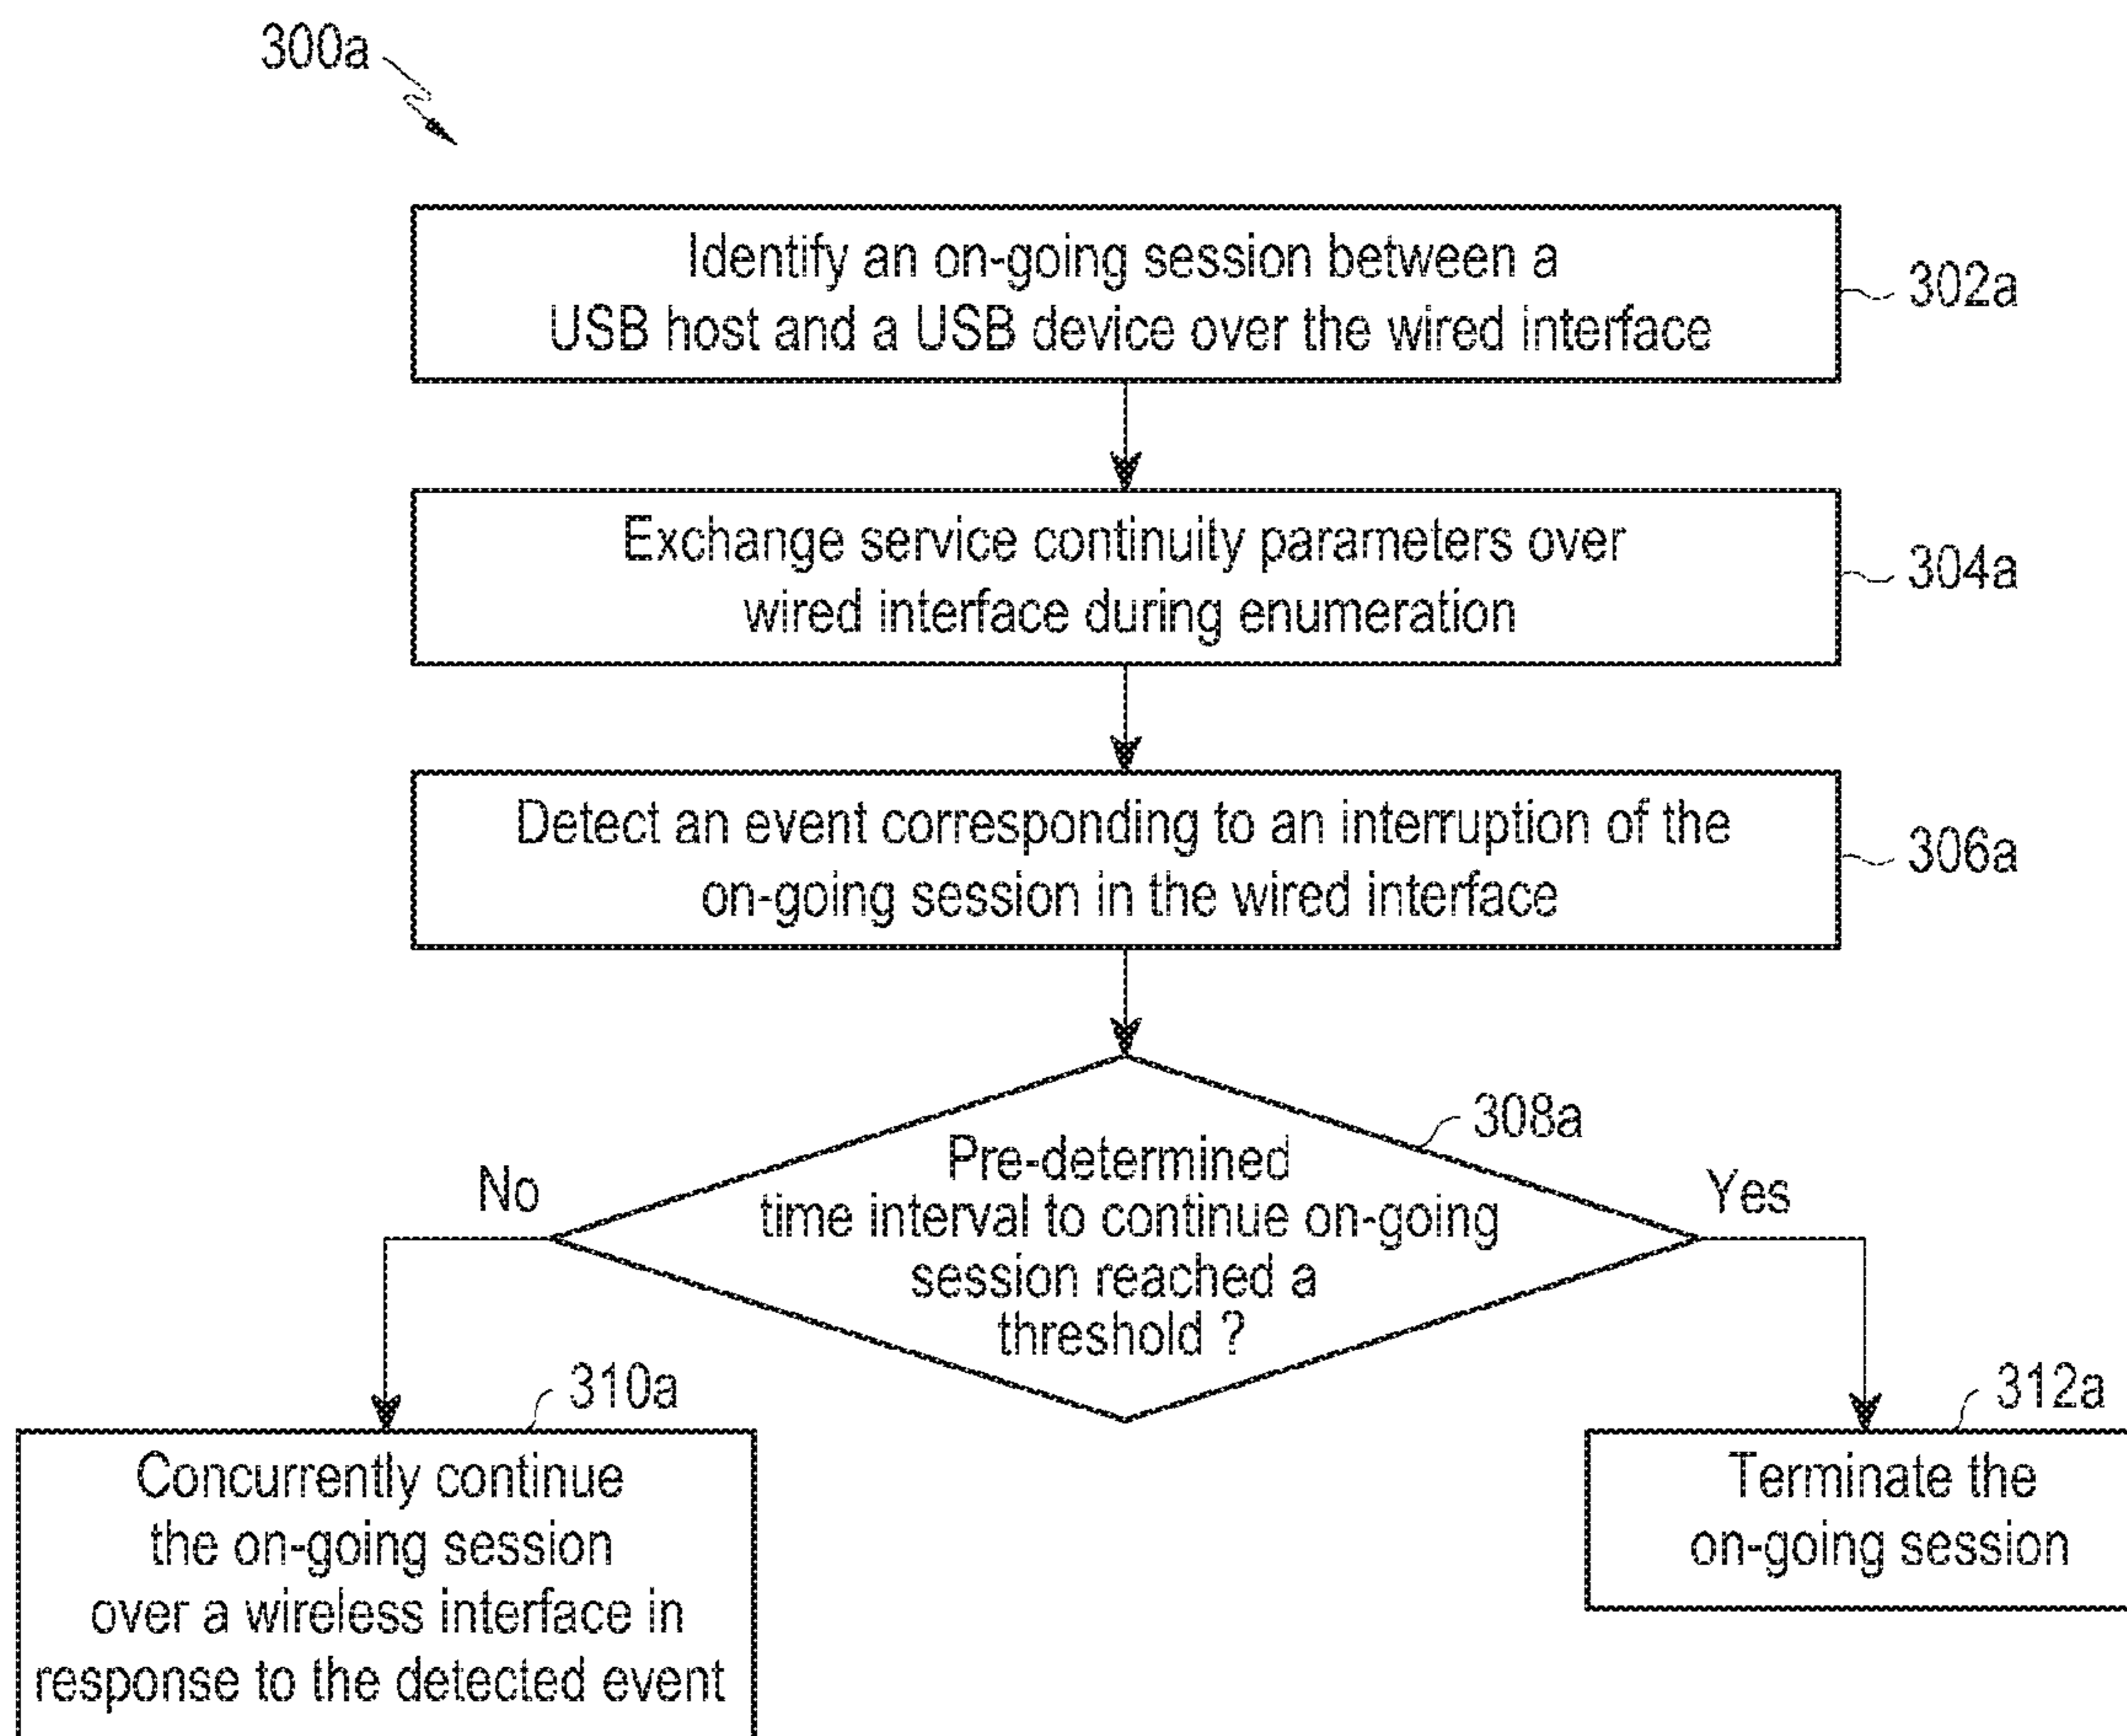 300a
Identify an on-going session between a
USB host and a USB device over the wired interface
302a
Exchange service continuity parameters over
wired interface during enumeration
304a
Detect an event corresponding to an interruption of the
on-going session in the wired interface
306a
308a
Pre-determined
time interval to continue on-going
session reached a
threshold ?
No
Yes
310a
Concurrently continue
the on-going session
over a wireless interface in
response to the detected event
312a
Terminate the
on-going session